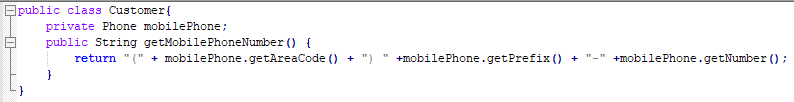 public class Customer{
    private Phone mobilePhone;
    public String getMobilePhoneNumber() {
        return "(" + mobilePhone.getAreaCode() + ") " +mobilePhone.getPrefix() + "-" +mobilePhone.getNumber();
    }
}